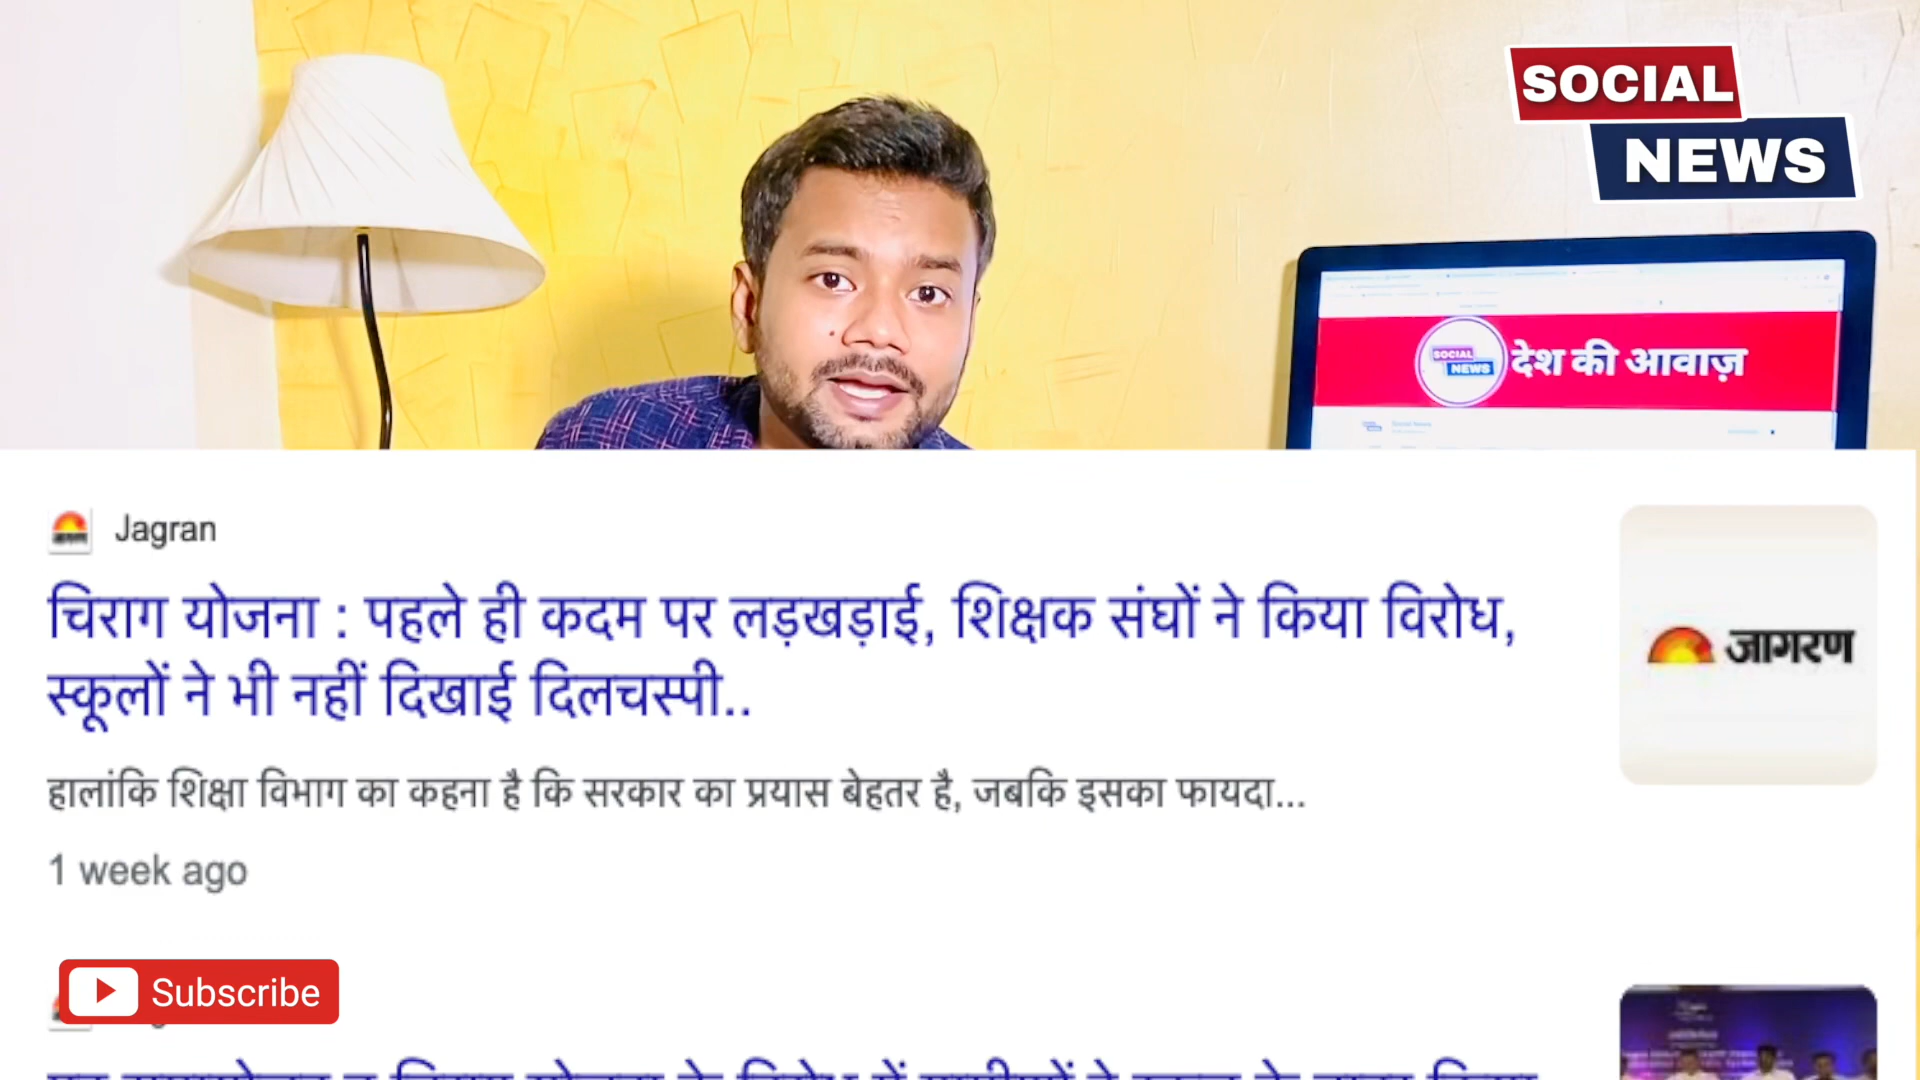 SOCIAL
NEWS
SOCIAL
NEWS
देश की आवाज़
Jagran
चिराग योजना : पहले ही कदम पर लड़खड़ाई, शिक्षक संघों ने किया विरोध,
स्कूलों ने भी नहीं दिखाई दिलचस्पी..
जागरण
हालांकि शिक्षा विभाग का कहना है कि सरकार का प्रयास बेहतर है, जबकि इसका फायदा...
1 week ago
Subscribe